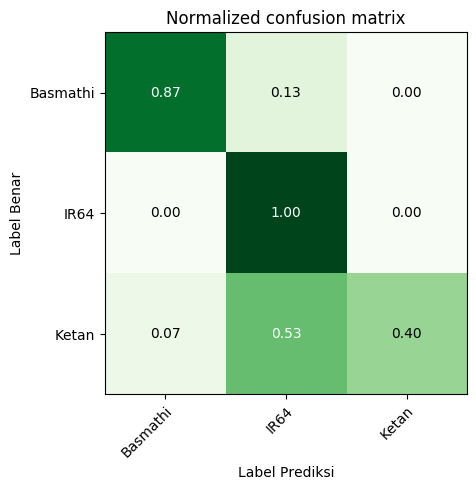 Normalized confusion matrix
Label Benar
Basmathi 0.87 0.13 0.00
IR64 0.00 1.00 0.00
Ketan 0.07 0.53 0.40
Basmathi IR64 Ketan
Label Prediksi